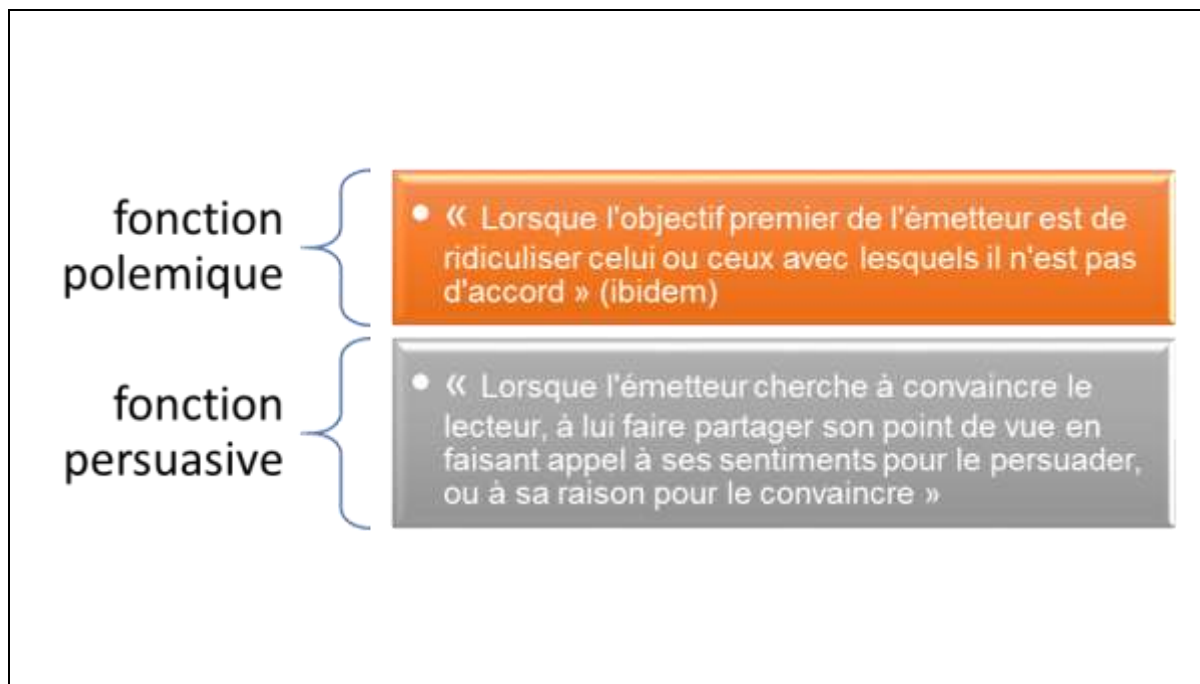 fonction
polemique
• « Lorsque l'objectif premier de l'émetteur est de
ridiculiser celui ou ceux avec lesquels il n'est pas
d'accord » (ibidem)
fonction
persuasive
• « Lorsque l'émetteur cherche à convaincre le
lecteur, à lui faire partager son point de vue en
faisant appel à ses sentiments pour le persuader,
ou à sa raison pour le convaincre »